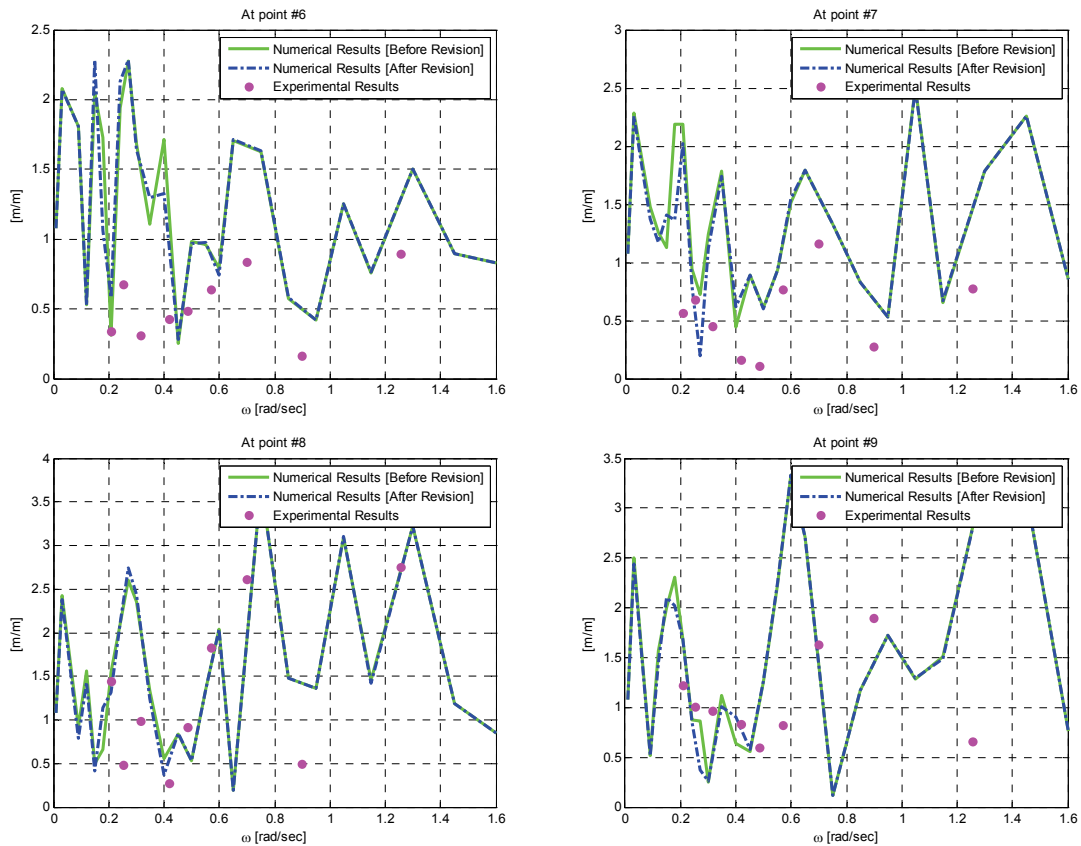 At point #6
2.5
2
1.5
1
0.5
0
[m/m]
0 0.2 0.4 0.6 0.8 1 1.2 1.4 1.6
ω [rad/sec]
Numerical Results [Before Revision]
Numerical Results [After Revision]
Experimental Results
At point #7
3
2.5
2
1.5
1
0.5
0
[m/m]
0 0.2 0.4 0.6 0.8 1 1.2 1.4 1.6
ω [rad/sec]
Numerical Results [Before Revision]
Numerical Results [After Revision]
Experimental Results
At point #8
4
3.5
3
2.5
2
1.5
1
0.5
0
[m/m]
0 0.2 0.4 0.6 0.8 1 1.2 1.4 1.6
ω [rad/sec]
Numerical Results [Before Revision]
Numerical Results [After Revision]
Experimental Results
At point #9
3.5
3
2.5
2
1.5
1
0.5
0
[m/m]
0 0.2 0.4 0.6 0.8 1 1.2 1.4 1.6
ω [rad/sec]
Numerical Results [Before Revision]
Numerical Results [After Revision]
Experimental Results